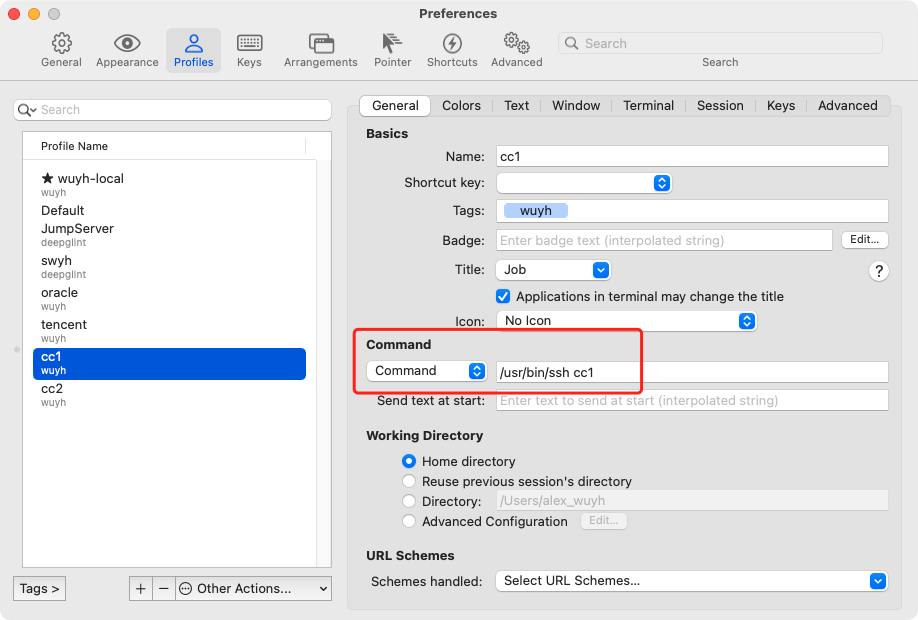 Preferences
General Appearance Profiles Keys Arrangements Pointer Shortcuts Advanced Search
Search
Search
Profile Name
★ wuyh-local
wuyh
Default
JumpServer
deepglint
swyh
deepglint
oracle
wuyh
tencent
wuyh
cc1
wuyh
cc2
wuyh
Tags >
+ − Other Actions...
General Colors Text Window Terminal Session Keys Advanced
Basics
Name: cc1
Shortcut key:
Tags: wuyh
Badge: Enter badge text (interpolated string) Edit...
Title: Job ?
Applications in terminal may change the title
Icon: No Icon
Command
Command /usr/bin/ssh cc1
Send text at start: Enter text to send at start (interpolated string)
Working Directory
Home directory
Reuse previous session's directory
Directory: /Users/alex_wuyh
Advanced Configuration Edit...
URL Schemes
Schemes handled: Select URL Schemes...